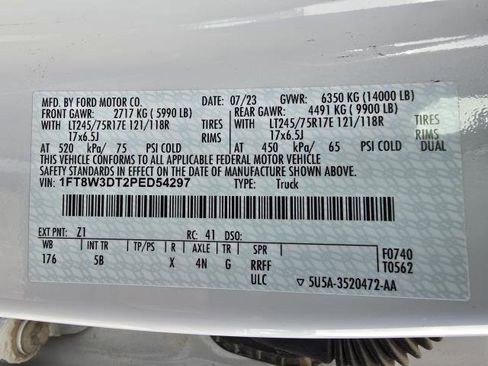 MFD. BY FORD MOTOR CO. 07/23 GVWR: 6350 KG (14000 LB)
FRONT GAWR: 2717 KG (5990 LB) REAR GAWR: 4491 KG (9900 LB)
WITH LT245/75R17E 121/118R TIRES WITH LT245/75R17E 121/118R TIRES
17x6.5J RIMS 17x6.5J RIMS
AT 520 kPa/ 75 PSI COLD AT 450 kPa/ 65 PSI COLD DUAL
THIS VEHICLE CONFORMS TO ALL APPLICABLE FEDERAL MOTOR VEHICLE
SAFETY STANDARDS IN EFFECT ON THE DATE OF MANUFACTURE SHOWN ABOVE.
VIN: 1FT8W3DT2PED54297 TYPE: Truck
EXT PNT: Z1 RC: 41 DSO:
WB INT TR TP/PS R AXLE TR SPR F0740
176 5B X 4N G RRFF T0562
ULC ▽ 5U5A-3520472-AA